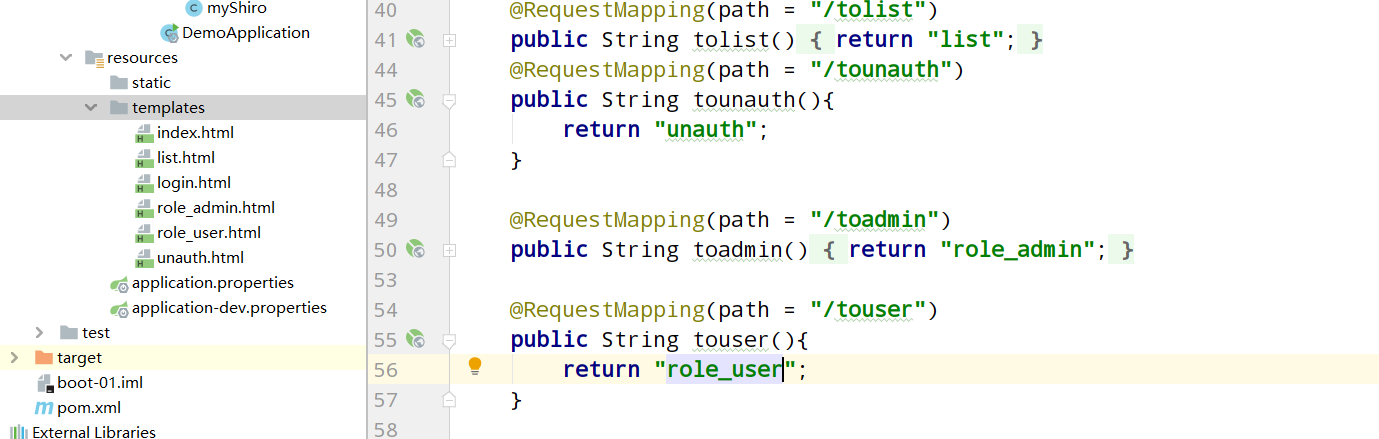 myShiro
DemoApplication
resources
static
templates
index.html
list.html
login.html
role_admin.html
role_user.html
unauth.html
application.properties
application-dev.properties
test
target
boot-01.iml
pom.xml
External Libraries
40 @RequestMapping(path = "/tolist")
41 public String tolist() { return "list"; }
44 @RequestMapping(path = "/tounauth")
45 public String tounauth(){
46 return "unauth";
47 }
48
49 @RequestMapping(path = "/toadmin")
50 public String toadmin() { return "role_admin"; }
53
54 @RequestMapping(path = "/touser")
55 public String touser(){
56 return "role_user";
57 }
58